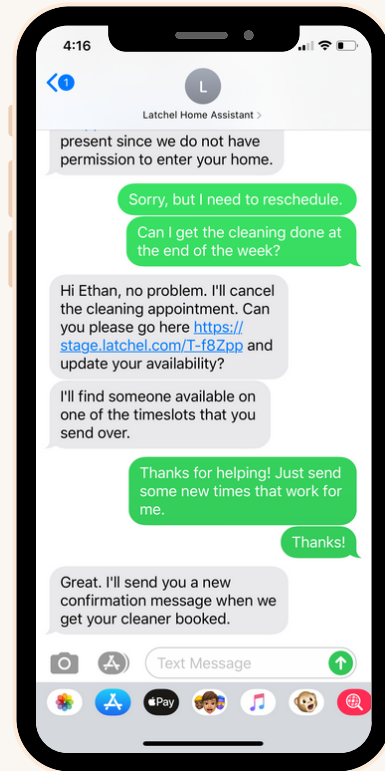 4:16
1
L
Latchel Home Assistant >
present since we do not have
permission to enter your home.
Sorry, but I need to reschedule.
Can I get the cleaning done at
the end of the week?
Hi Ethan, no problem. I'll cancel
the cleaning appointment. Can
you please go here https://
stage.latchel.com/T-f8Zpp and
update your availability?
I'll find someone available on
one of the timeslots that you
send over.
Thanks for helping! Just send
some new times that work for
me.
Thanks!
Great. I'll send you a new
confirmation message when we
get your cleaner booked.
Text Message
Pay